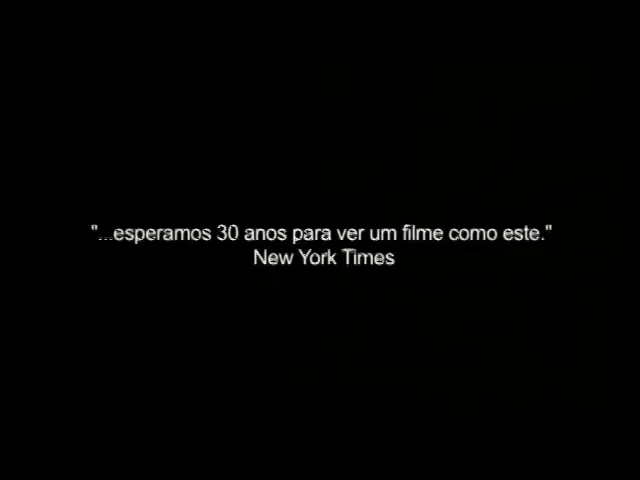 "...esperamos 30 anos para ver um filme como este."
New York Times